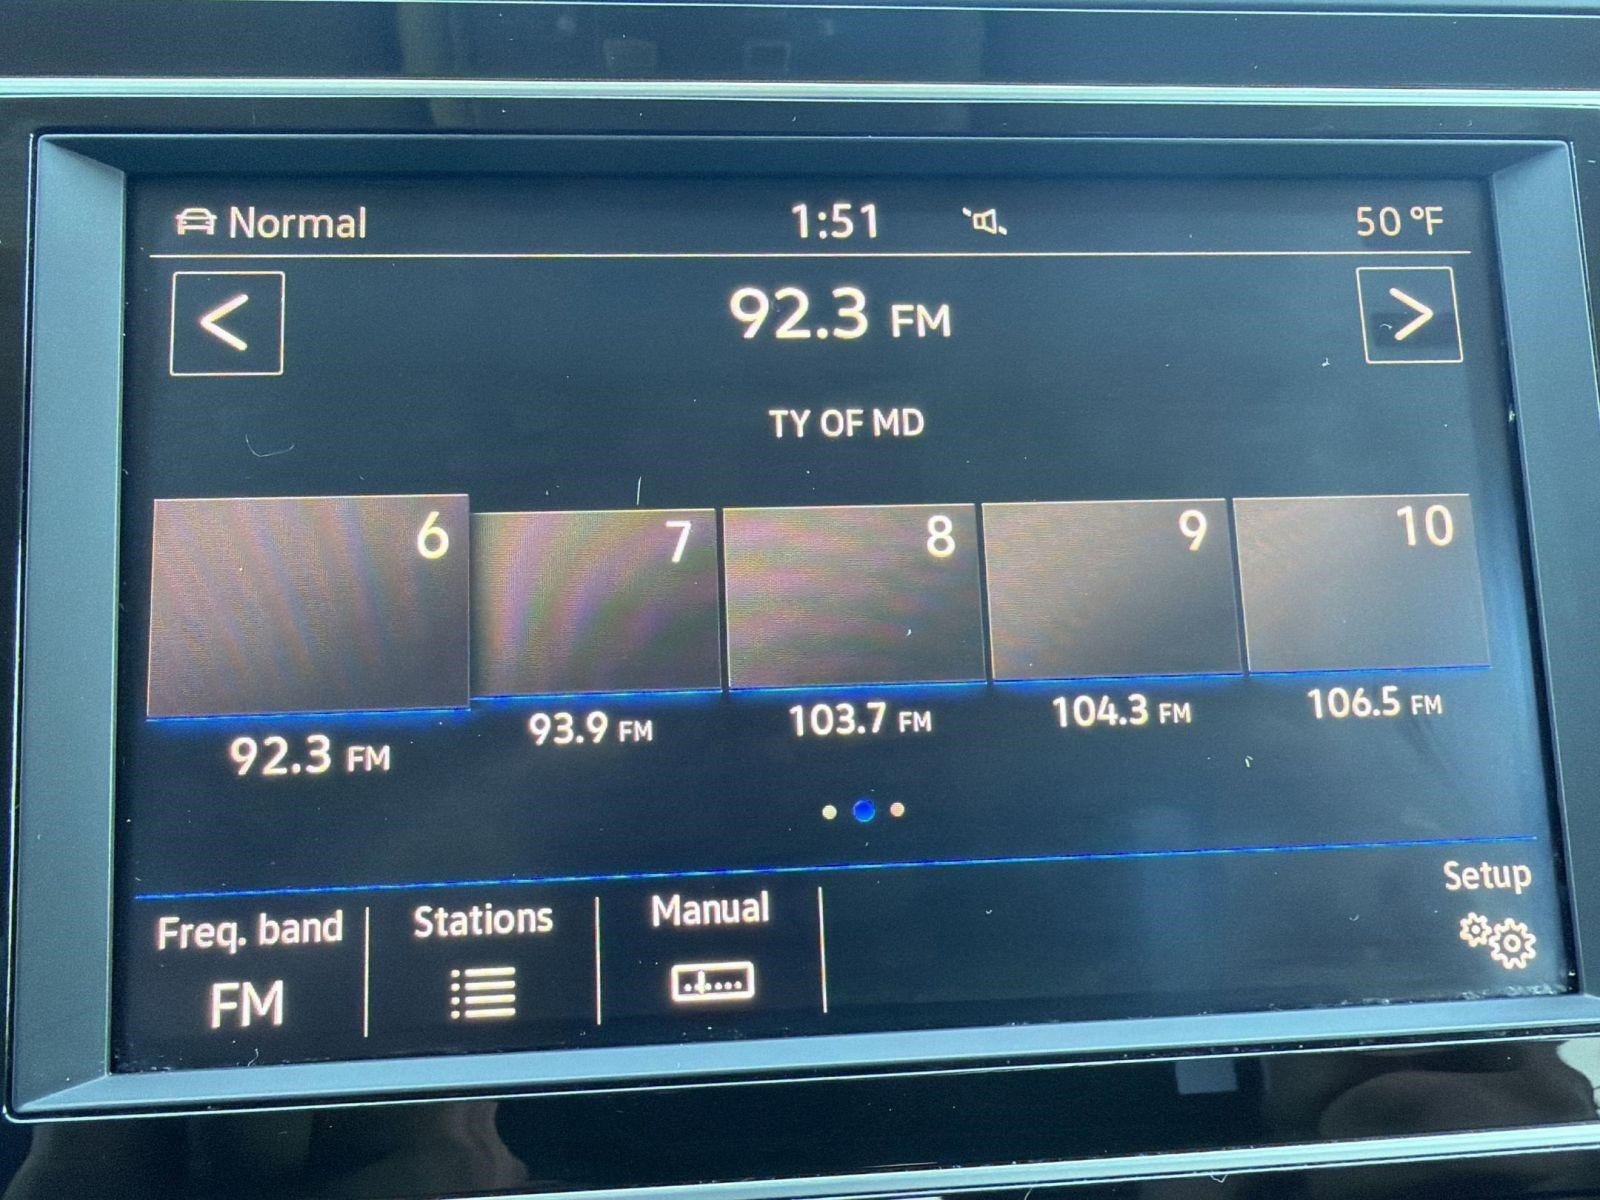 Normal 1:51 50 °F
<
92.3 FM
>
TY OF MD
6 7 8 9 10
92.3 FM 93.9 FM 103.7 FM 104.3 FM 106.5 FM
Freq. band Stations Manual Setup
FM